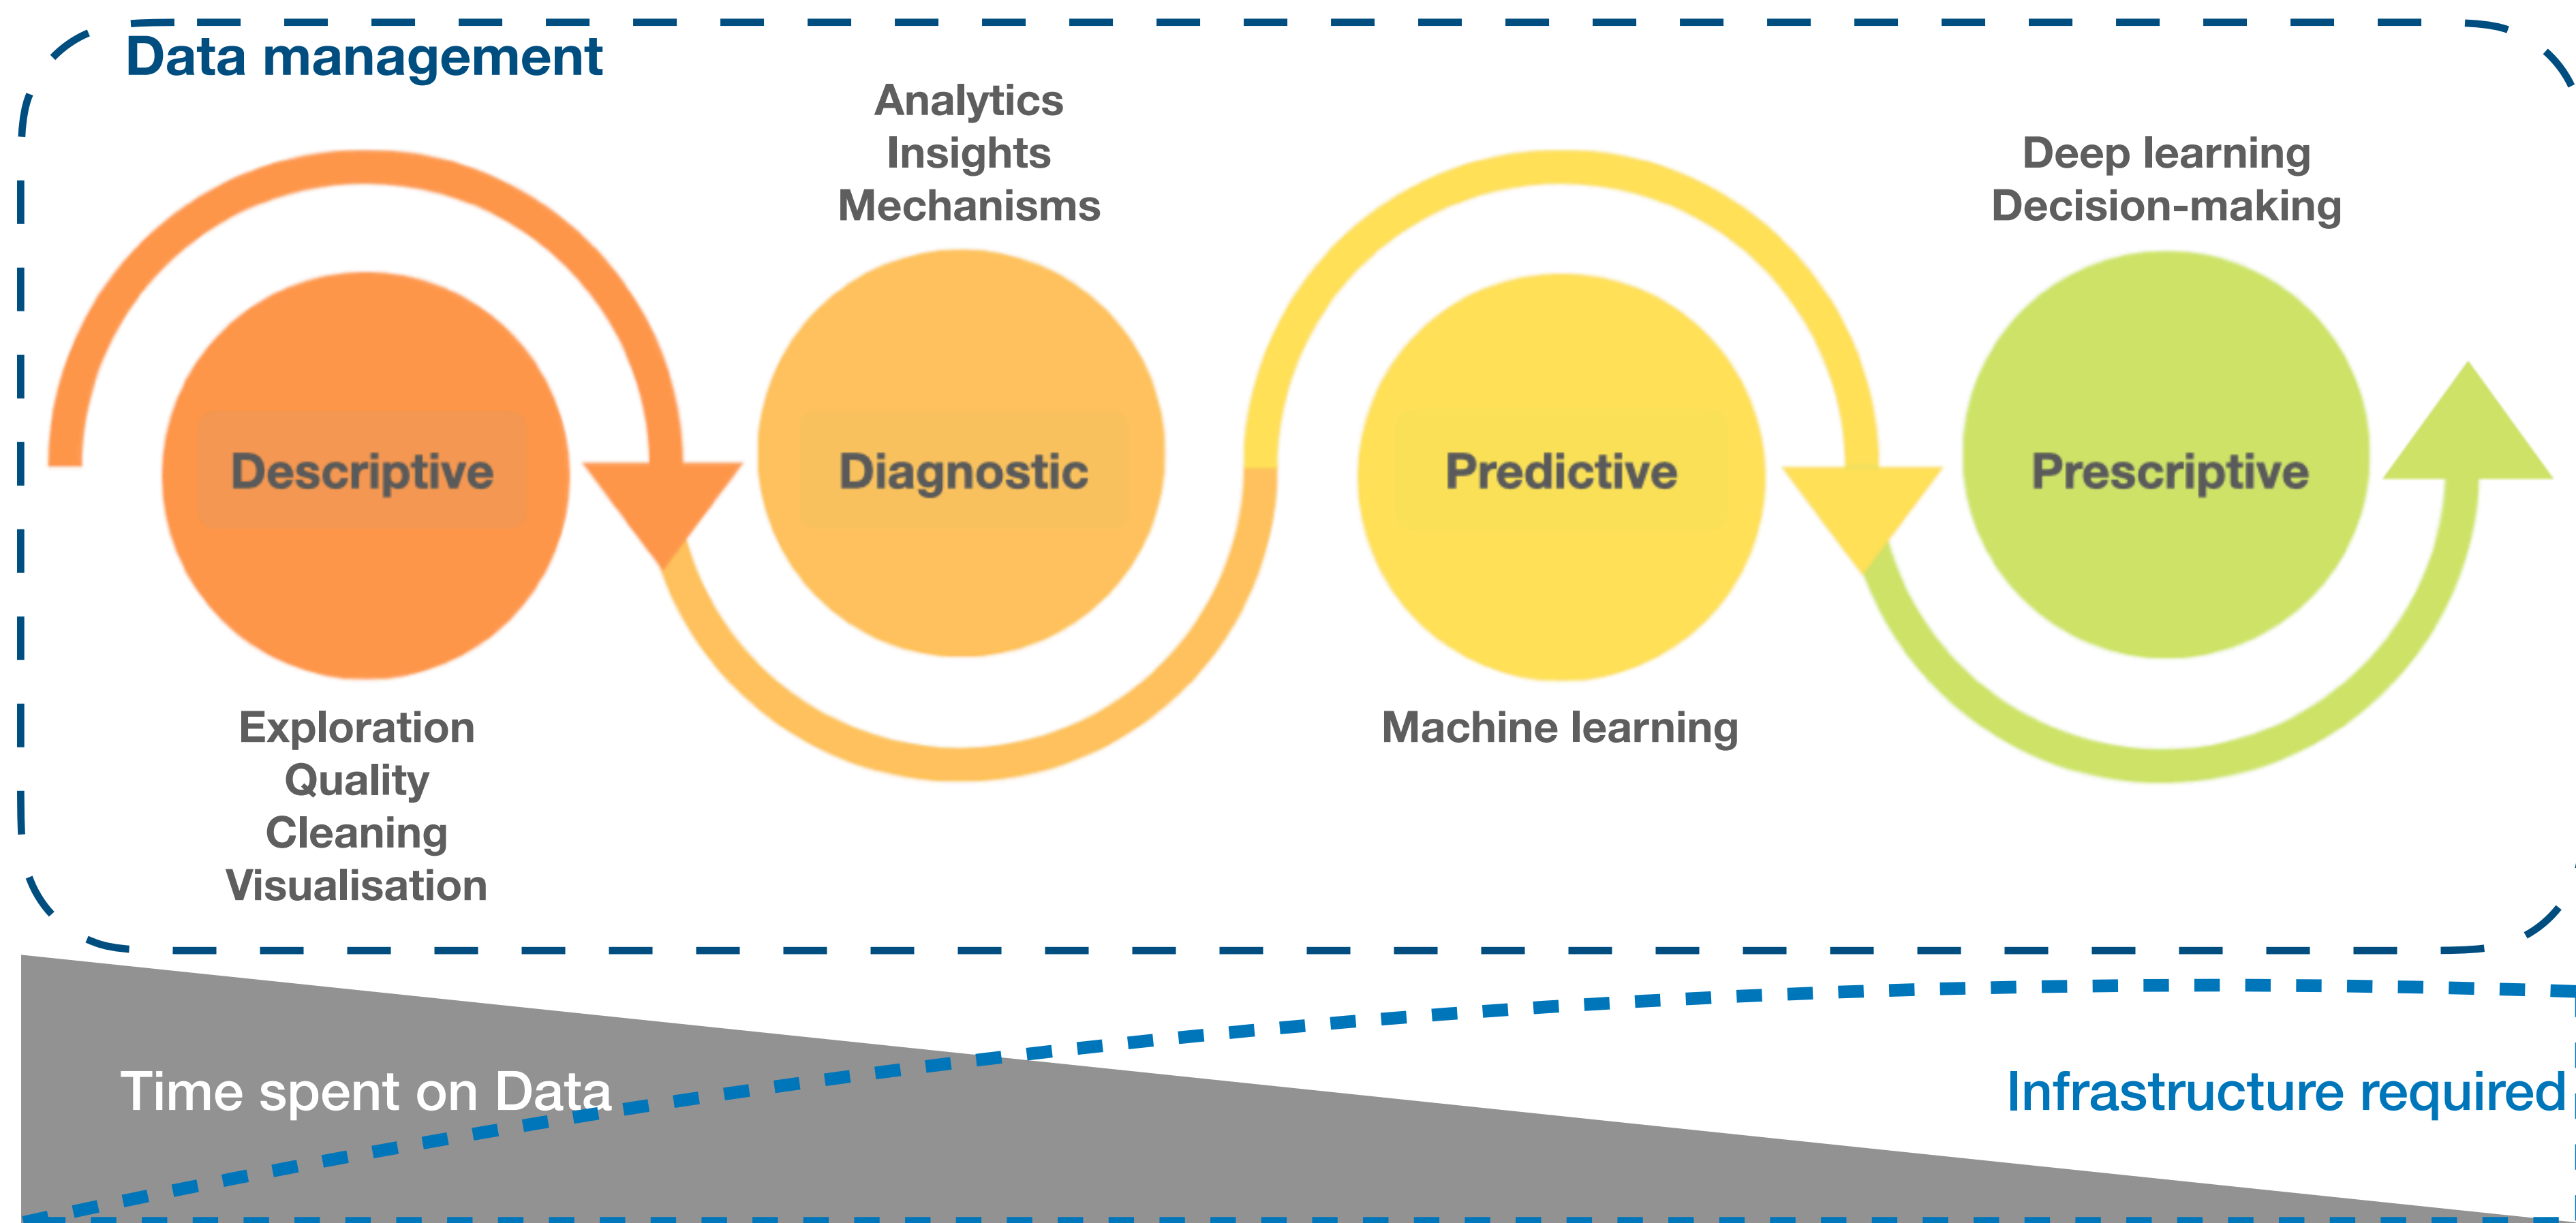 Data management
Analytics
Insights
Mechanisms
Deep learning
Decision-making
Descriptive
Diagnostic
Predictive
Prescriptive
Exploration
Quality
Cleaning
Visualisation
Machine learning
Time spent on Data
Infrastructure required